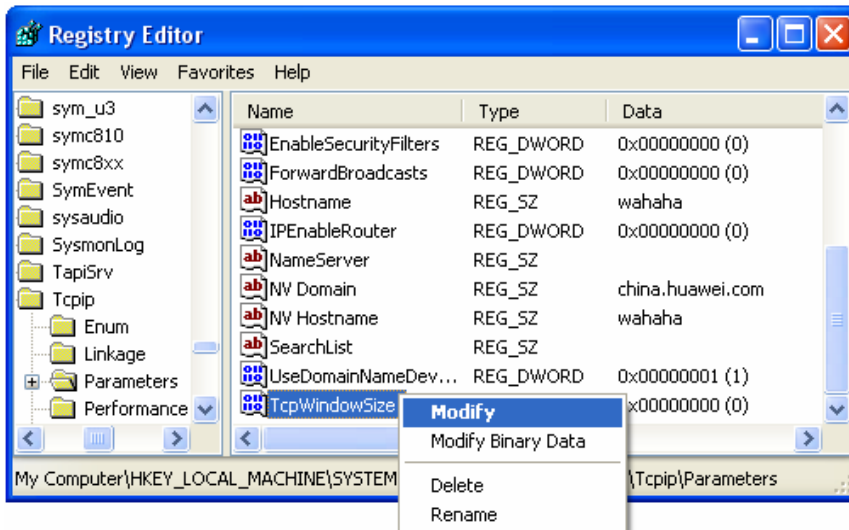 Registry Editor
File Edit View Favorites Help
sym_u3
symc810
symc8xx
SymEvent
sysaudio
SysmonLog
TapiSrv
Tcpip
Enum
Linkage
Parameters
Performance
Name Type Data
EnableSecurityFilters REG_DWORD 0x00000000 (0)
ForwardBroadcasts REG_DWORD 0x00000000 (0)
Hostname REG_SZ wahaha
IPEnableRouter REG_DWORD 0x00000000 (0)
NameServer REG_SZ
NV Domain REG_SZ china.huawei.com
NV Hostname REG_SZ wahaha
SearchList REG_SZ
UseDomainNameDev... REG_DWORD 0x00000001 (1)
TcpWindowSize x00000000 (0)
Modify
Modify Binary Data
Delete
Rename
My Computer\HKEY_LOCAL_MACHINE\SYSTEM \Tcpip\Parameters